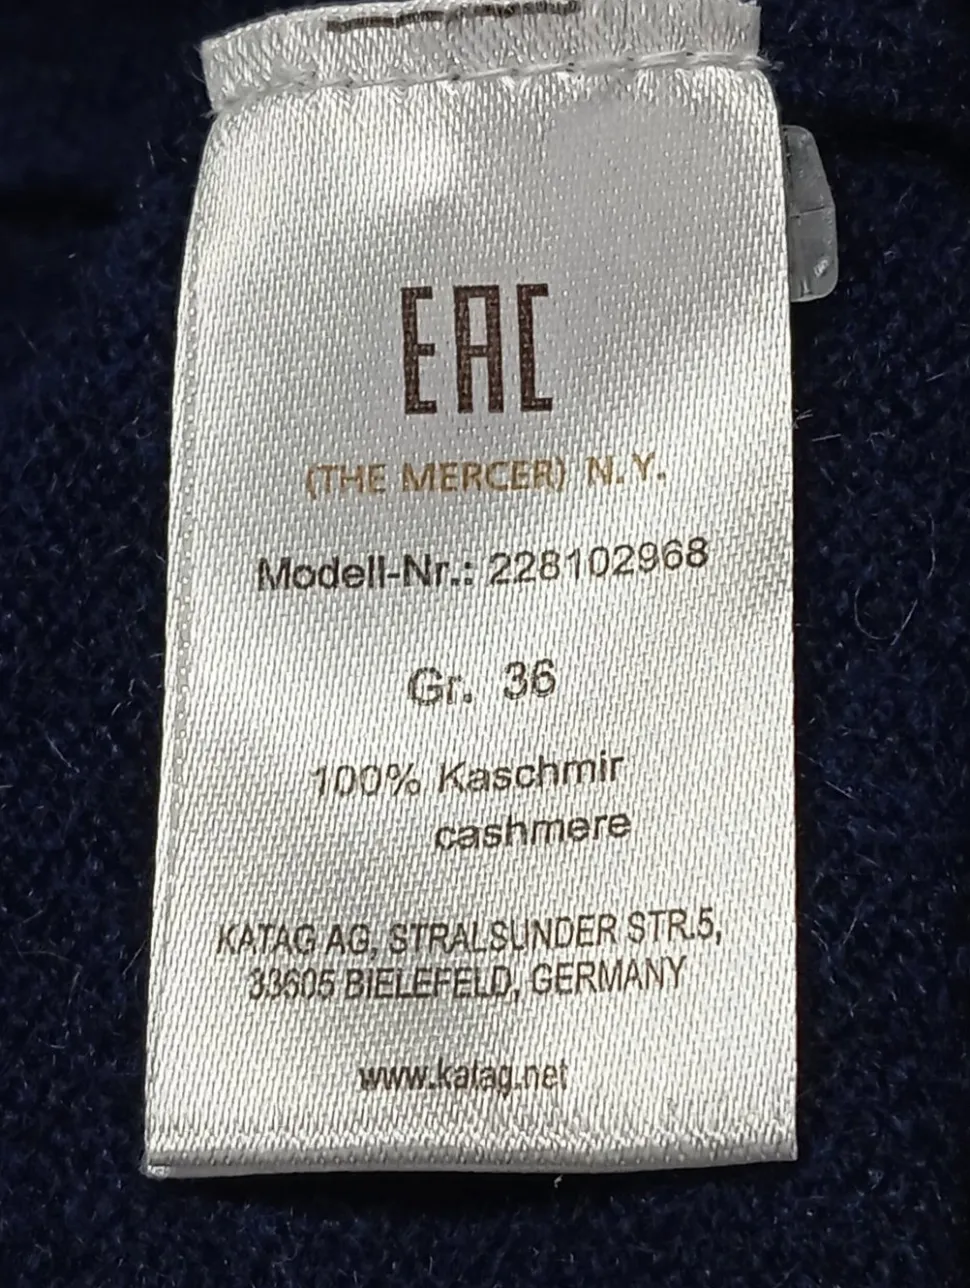 EAC
(THE MERCER) N.Y.
Modell-Nr.: 228102968
Gr. 36
100% Kaschmir
cashmere
KATAG AG, STRALSUNDER STR.5,
33605 BIELEFELD, GERMANY
www.katag.net